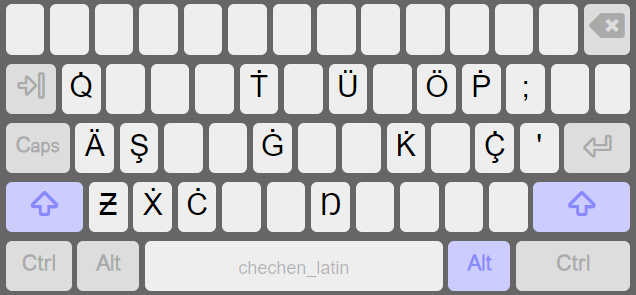 Q̇ Ṫ Ü Ö Ṗ ;
Caps Ä Ş Ġ K̇ Ç̇ '
Ƶ Ẋ Ċ Ŋ
Ctrl Alt chechen_latin Alt Ctrl